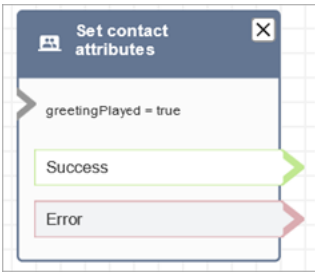 Set contact
attributes
greetingPlayed = true
Success
Error